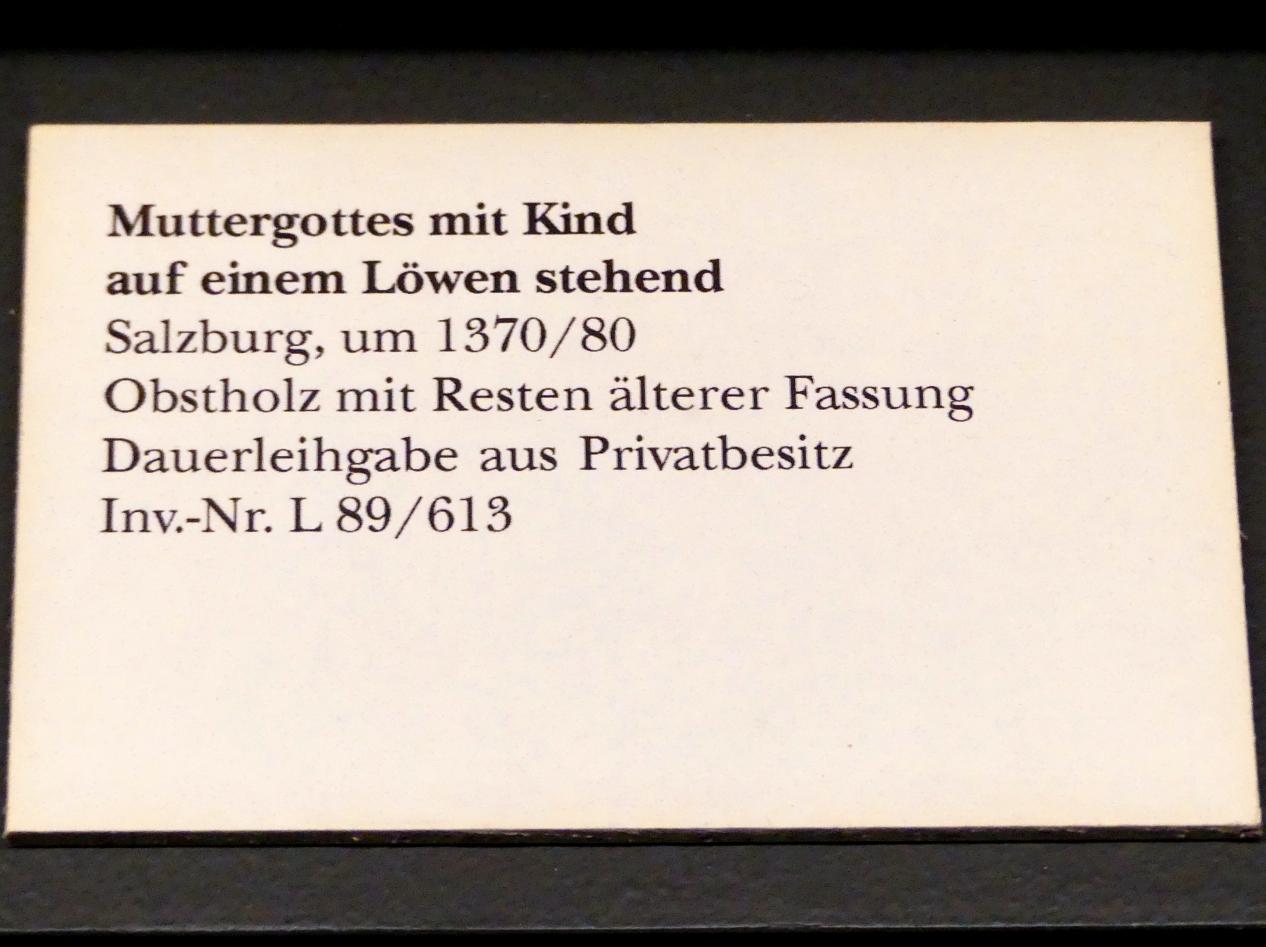 Muttergottes mit Kind
auf einem Löwen stehend
Salzburg, um 1370/80
Obstholz mit Resten älterer Fassung
Dauerleihgabe aus Privatbesitz
Inv.-Nr. L 89/613